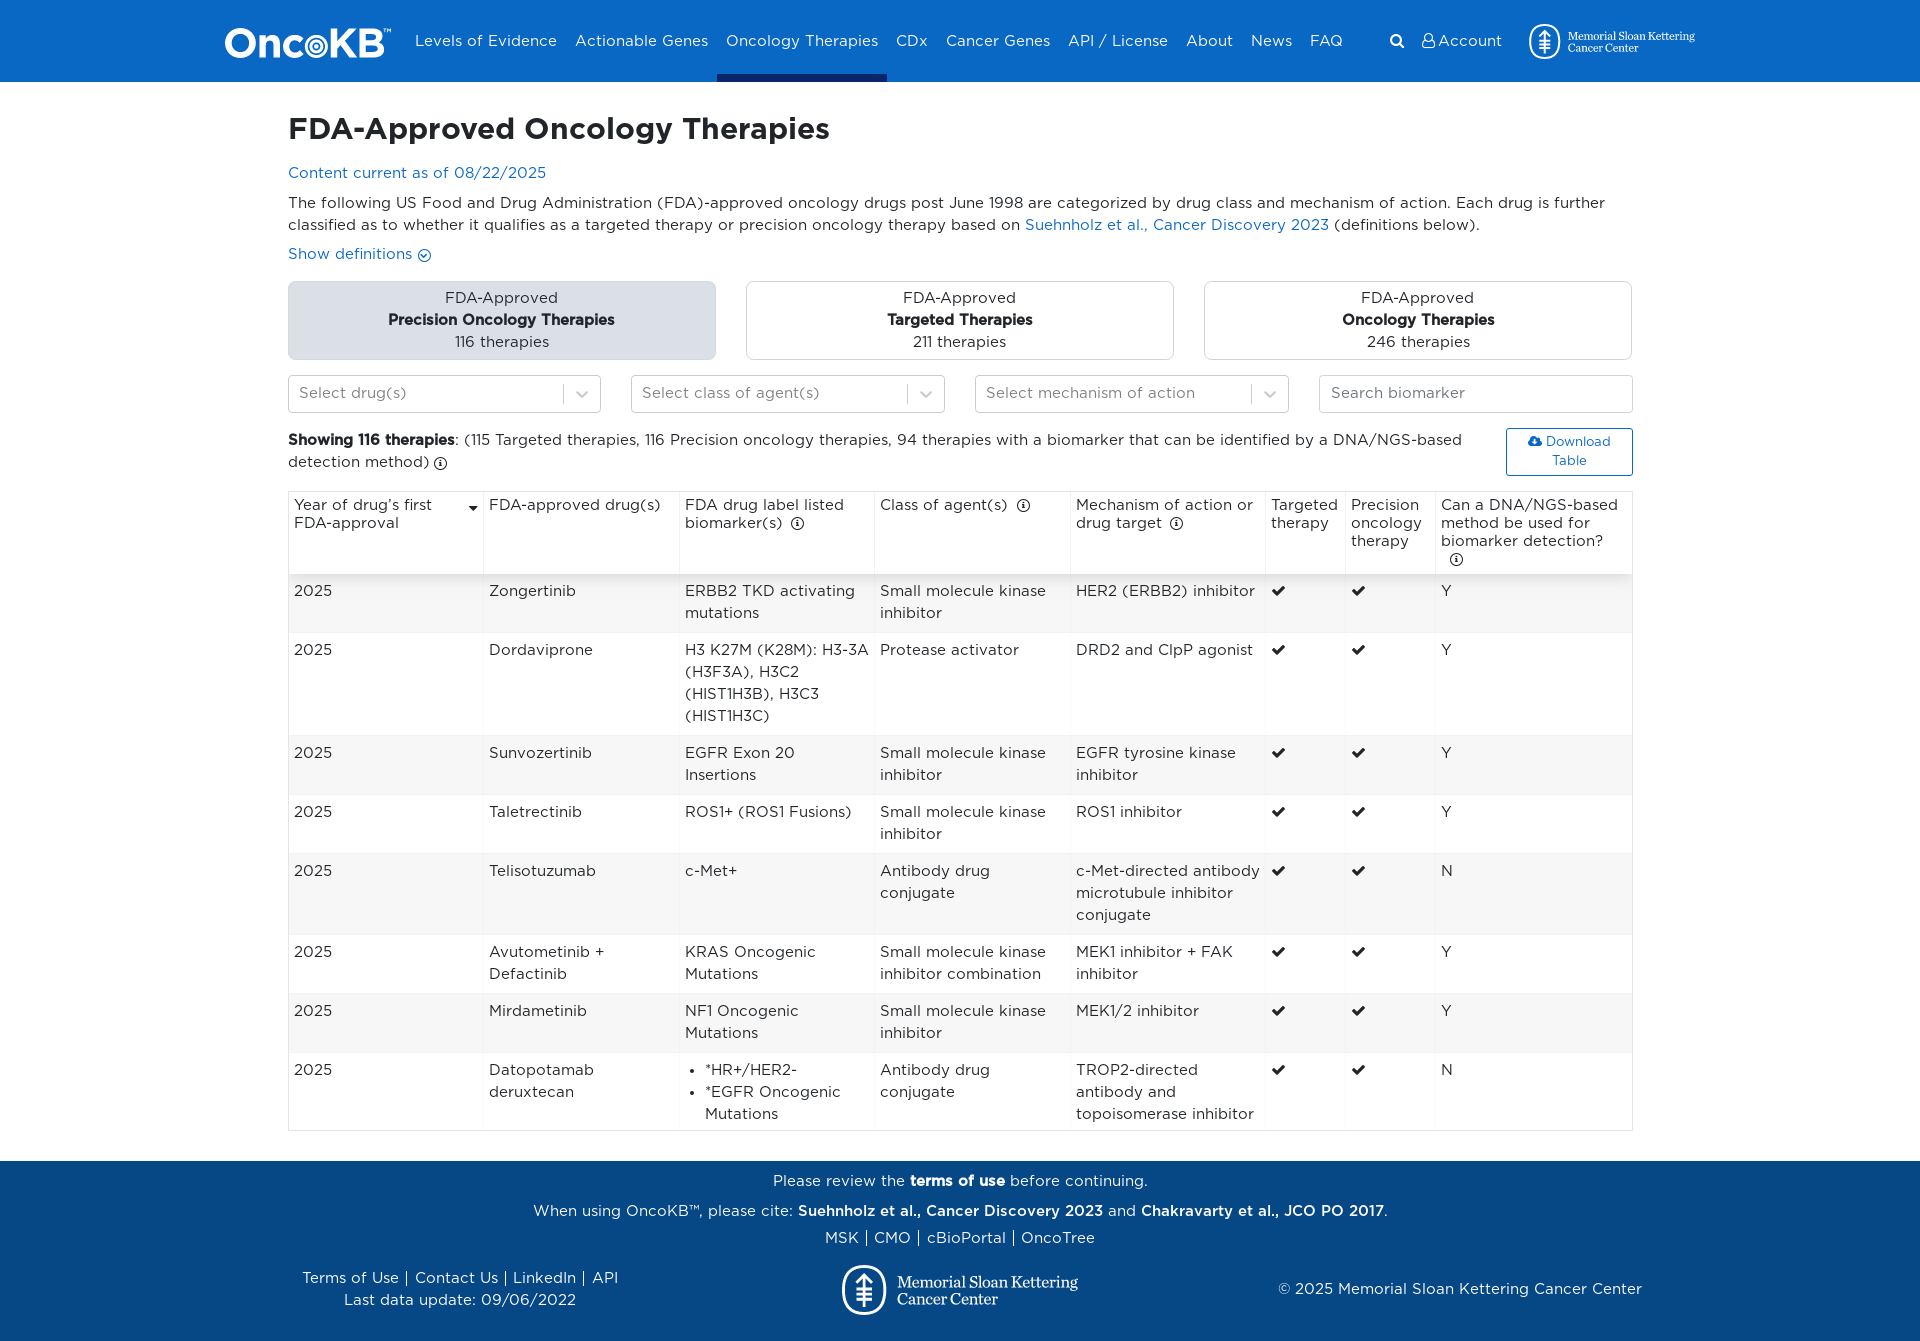 OncoKB™
Levels of Evidence
Actionable Genes
Oncology Therapies
CDx
Cancer Genes
API / License
About
News
FAQ
Account
Memorial Sloan Kettering
Cancer Center
FDA-Approved Oncology Therapies
Content current as of 08/22/2025
The following US Food and Drug Administration (FDA)-approved oncology drugs post June 1998 are categorized by drug class and mechanism of action. Each drug is further
classified as to whether it qualifies as a targeted therapy or precision oncology therapy based on Suehnholz et al., Cancer Discovery 2023 (definitions below).
Show definitions
FDA-Approved
Precision Oncology Therapies
116 therapies
FDA-Approved
Targeted Therapies
211 therapies
FDA-Approved
Oncology Therapies
246 therapies
Select drug(s)
Select class of agent(s)
Select mechanism of action
Search biomarker
Showing 116 therapies: (115 Targeted therapies, 116 Precision oncology therapies, 94 therapies with a biomarker that can be identified by a DNA/NGS-based
detection method)
Download
Table
Year of drug's first
FDA-approval
FDA-approved drug(s)
FDA drug label listed
biomarker(s)
Class of agent(s)
Mechanism of action or
drug target
Targeted
therapy
Precision
oncology
therapy
Can a DNA/NGS-based
method be used for
biomarker detection?
2025
Zongertinib
ERBB2 TKD activating
mutations
Small molecule kinase
inhibitor
HER2 (ERBB2) inhibitor
✔
✔
Y
2025
Dordaviprone
H3 K27M (K28M): H3-3A
(H3F3A), H3C2
(HIST1H3B), H3C3
(HIST1H3C)
Protease activator
DRD2 and ClpP agonist
✔
✔
Y
2025
Sunvozertinib
EGFR Exon 20
Insertions
Small molecule kinase
inhibitor
EGFR tyrosine kinase
inhibitor
✔
✔
Y
2025
Taletrectinib
ROS1+ (ROS1 Fusions)
Small molecule kinase
inhibitor
ROS1 inhibitor
✔
✔
Y
2025
Telisotuzumab
c-Met+
Antibody drug
conjugate
c-Met-directed antibody
microtubule inhibitor
conjugate
✔
✔
N
2025
Avutometinib +
Defactinib
KRAS Oncogenic
Mutations
Small molecule kinase
inhibitor combination
MEK1 inhibitor + FAK
inhibitor
✔
✔
Y
2025
Mirdametinib
NF1 Oncogenic
Mutations
Small molecule kinase
inhibitor
MEK1/2 inhibitor
✔
✔
Y
2025
Datopotamab
deruxtecan
• *HR+/HER2-
• *EGFR Oncogenic
Mutations
Antibody drug
conjugate
TROP2-directed
antibody and
topoisomerase inhibitor
✔
✔
N
Please review the terms of use before continuing.
When using OncoKB™, please cite: Suehnholz et al., Cancer Discovery 2023 and Chakravarty et al., JCO PO 2017.
MSK | CMO | cBioPortal | OncoTree
Terms of Use | Contact Us | LinkedIn | API
Last data update: 09/06/2022
Memorial Sloan Kettering
Cancer Center
© 2025 Memorial Sloan Kettering Cancer Center